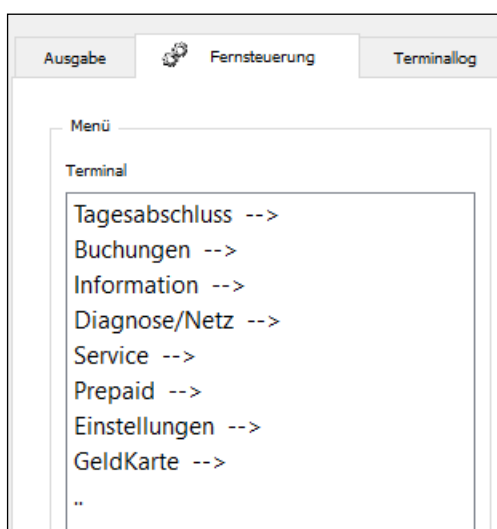 Ausgabe Fernsteuerung Terminallog
Menü
Terminal
Tagesabschluss -->
Buchungen -->
Information -->
Diagnose/Netz -->
Service -->
Prepaid -->
Einstellungen -->
GeldKarte -->
..